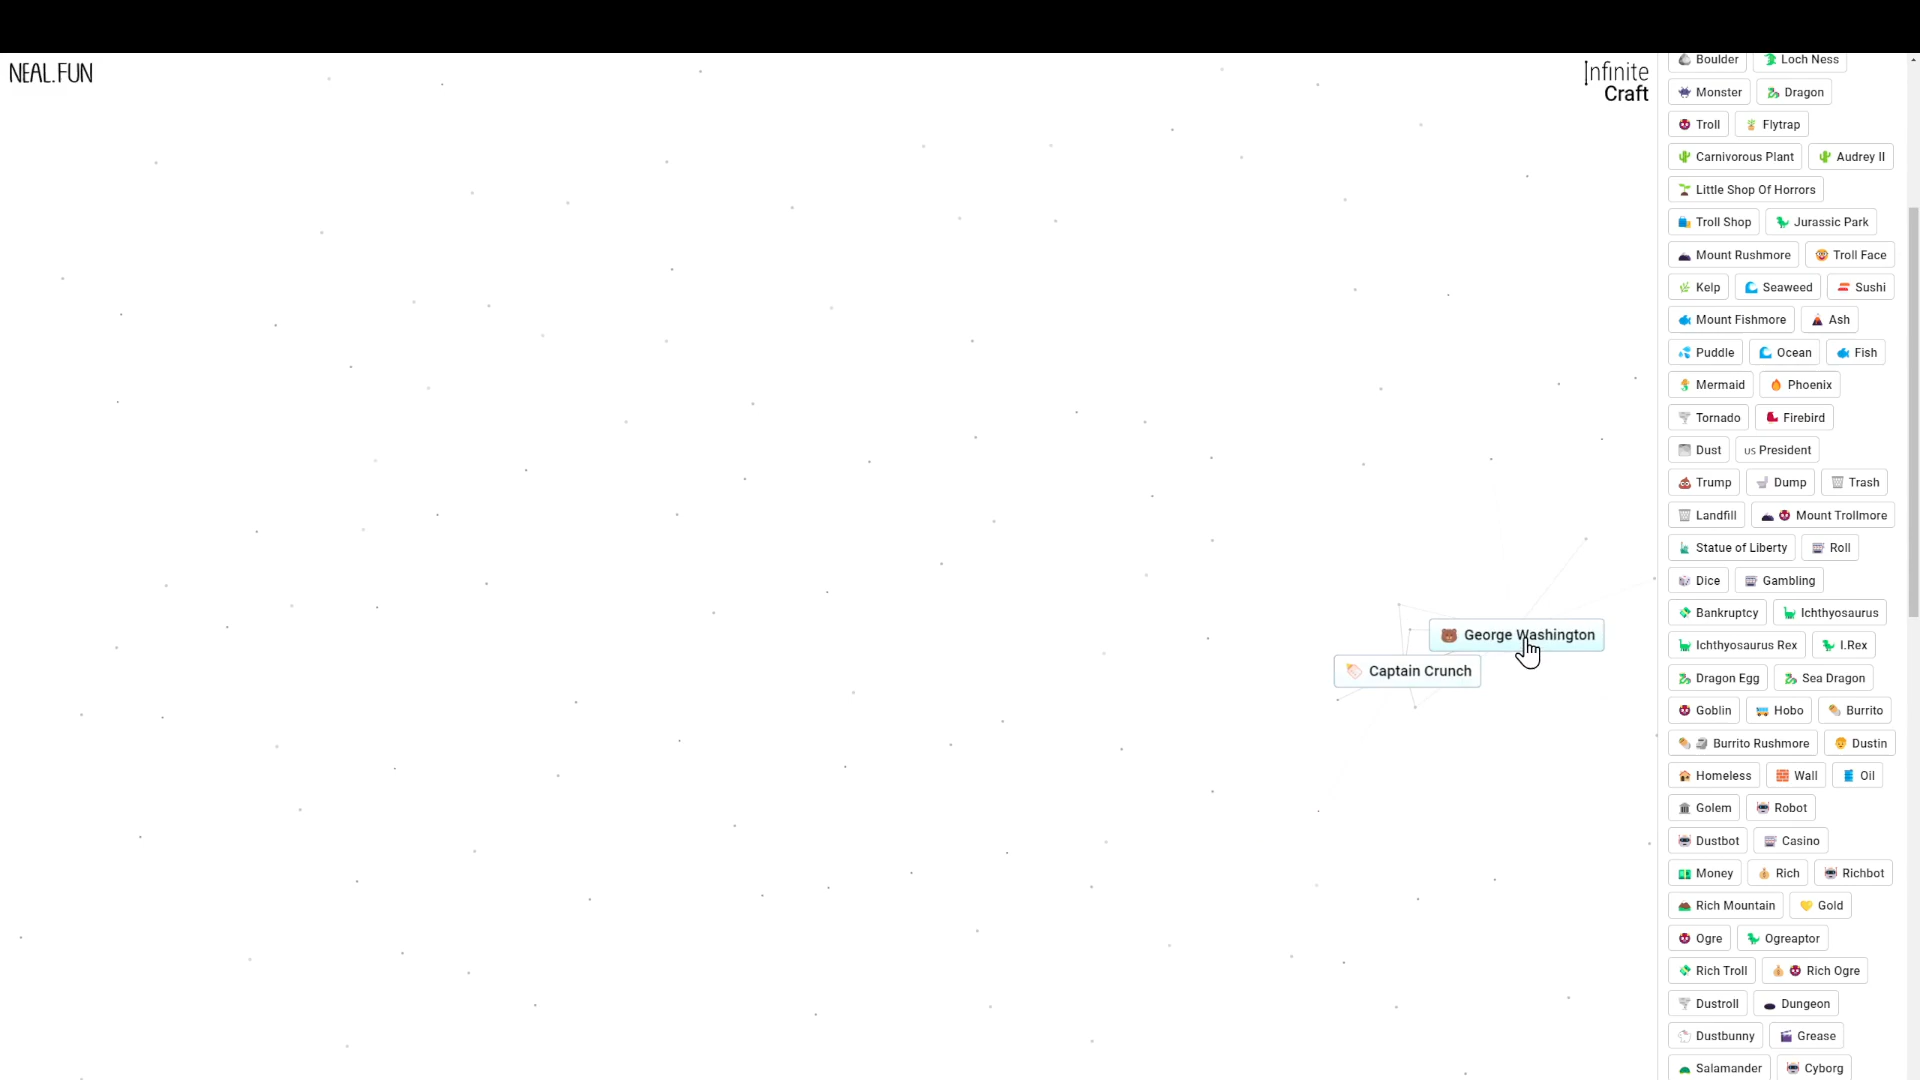 NEAL.FUN
Infinite
Craft
George Washington
Captain Crunch
Boulder Loch Ness
Monster Dragon
Troll Flytrap
Carnivorous Plant Audrey II
Little Shop Of Horrors
Troll Shop Jurassic Park
Mount Rushmore Troll Face
Kelp Seaweed Sushi
Mount Fishmore Ash
Puddle Ocean Fish
Mermaid Phoenix
Tornado Firebird
Dust US President
Trump Dump Trash
Landfill Mount Trollmore
Statue of Liberty Roll
Dice Gambling
Bankruptcy Ichthyosaurus
Ichthyosaurus Rex I.Rex
Dragon Egg Sea Dragon
Goblin Hobo Burrito
Burrito Rushmore Dustin
Homeless Wall Oil
Golem Robot
Dustbot Casino
Money Rich Richbot
Rich Mountain Gold
Ogre Ogreaptor
Rich Troll Rich Ogre
Dustroll Dungeon
Dustbunny Grease
Salamander Cyborg